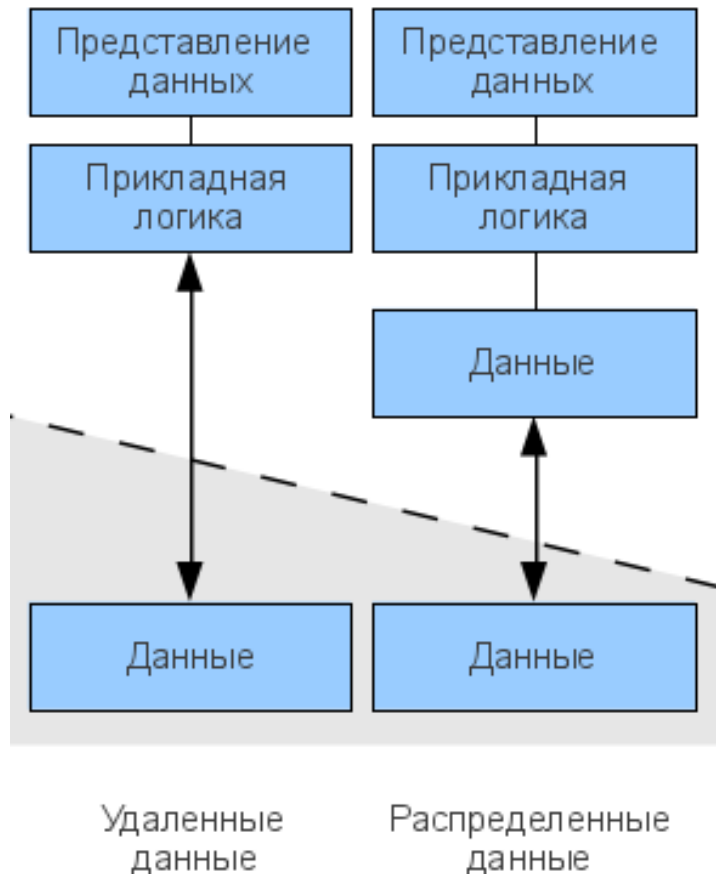 Представление
данных
Представление
данных
Прикладная
логика
Прикладная
логика
Данные
Данные
Данные
Удаленные
данные
Распределенные
данные